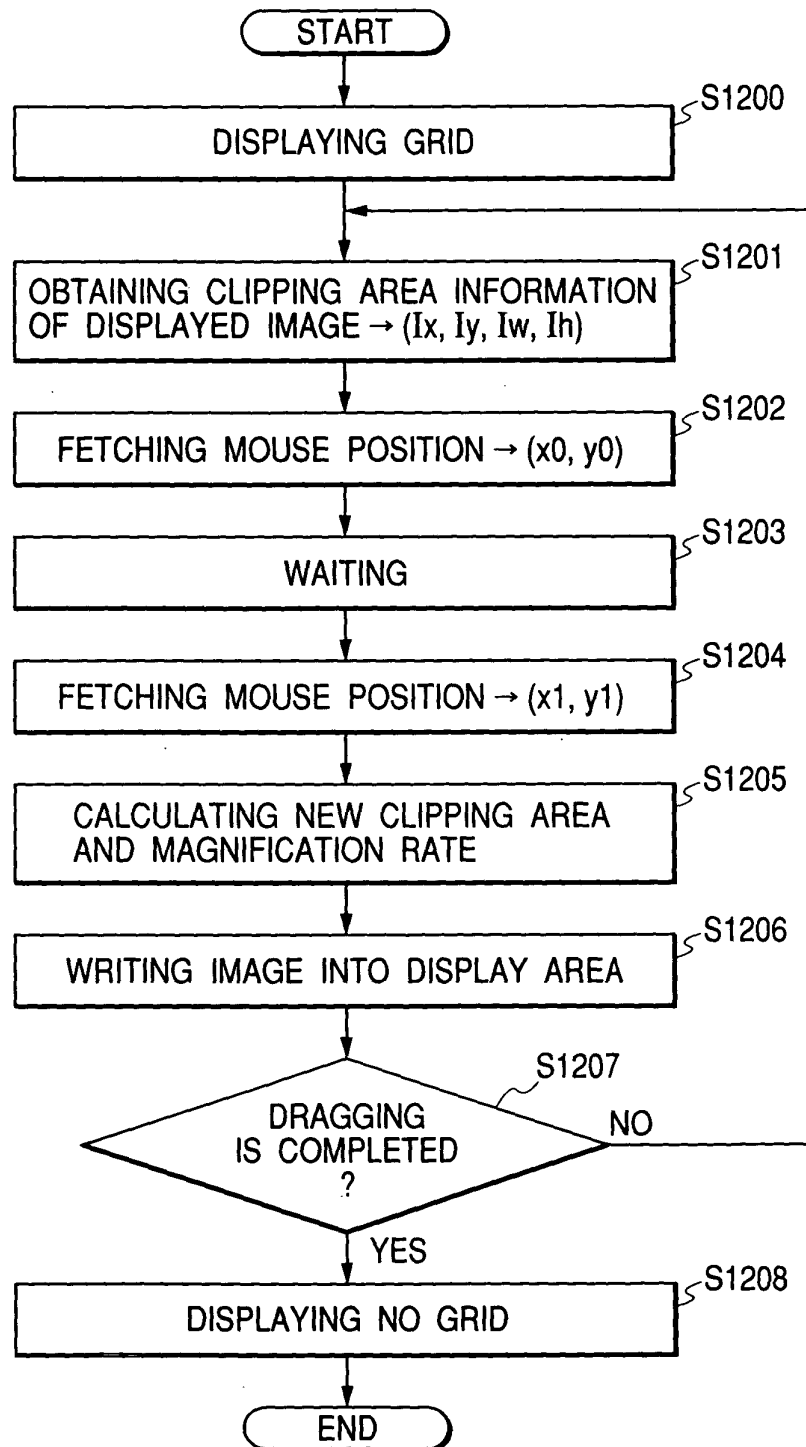 START
S1200
DISPLAYING GRID
S1201
OBTAINING CLIPPING AREA INFORMATION
OF DISPLAYED IMAGE → (Ix, Iy, Iw, Ih)
S1202
FETCHING MOUSE POSITION → (x0, y0)
S1203
WAITING
S1204
FETCHING MOUSE POSITION → (x1, y1)
S1205
CALCULATING NEW CLIPPING AREA
AND MAGNIFICATION RATE
S1206
WRITING IMAGE INTO DISPLAY AREA
S1207
DRAGGING
IS COMPLETED
?
NO
YES
S1208
DISPLAYING NO GRID
END